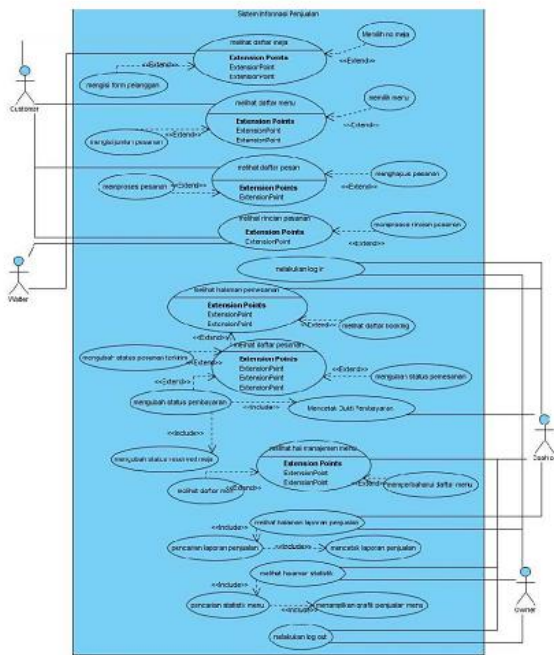 Sistem Informasi Penjualan
melihat daftar meja
Memilih no meja
<<Extend>>
<<Extend>>
Extension Points
ExtensionPoint
ExtensionPoint
mengisi form pelanggan
Customer
melihat daftar menu
Extension Points
ExtensionPoint
ExtensionPoint
memilih menu
<<Extend>>
<<Extend>>
melihat daftar pesan
Extension Points
ExtensionPoint
ExtensionPoint
menghapus pesanan
<<Extend>>
<<Extend>>
memproses pesanan
melihat rincian pesanan
Extension Points
ExtensionPoint
memproses rincian pesanan
<<Extend>>
Waiter
melakukan log in
melihat halaman pemesanan
Extension Points
ExtensionPoint
ExtensionPoint
<<Extend>>
melihat daftar booking
<<Extend>>
melihat daftar pesanan
mengubah status pesanan terkirim
<<Extend>>
Extension Points
ExtensionPoint
ExtensionPoint
ExtensionPoint
<<Extend>>
mengubah status pemesanan
<<Extend>>
mengubah status pembayaran
<<Include>>
Mencetak Bukti Pembayaran
<<Include>>
mengubah status reserved meja
melihat hal manajemen menu
Extension Points
ExtensionPoint
ExtensionPoint
<<Extend>>
melihat daftar menu
<<Extend>>
memperbaharui daftar menu
melihat halaman laporan penjualan
<<Include>>
pencarian laporan penjualan
<<Include>>
mencetak laporan penjualan
melihat halaman statistik
<<Include>>
pencarian statistik menu
<<Include>>
menampilkan grafik penjualan menu
Owner
melakukan log out